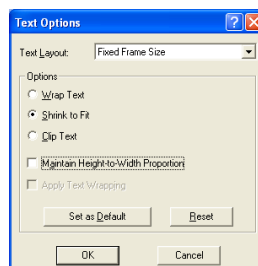 Text Options
Text Layout: Fixed Frame Size
Options
Wrap Text
Shrink to Fit
Clip Text
Maintain Height-to-Width Proportion
Apply Text Wrapping
Set as Default Reset
OK Cancel